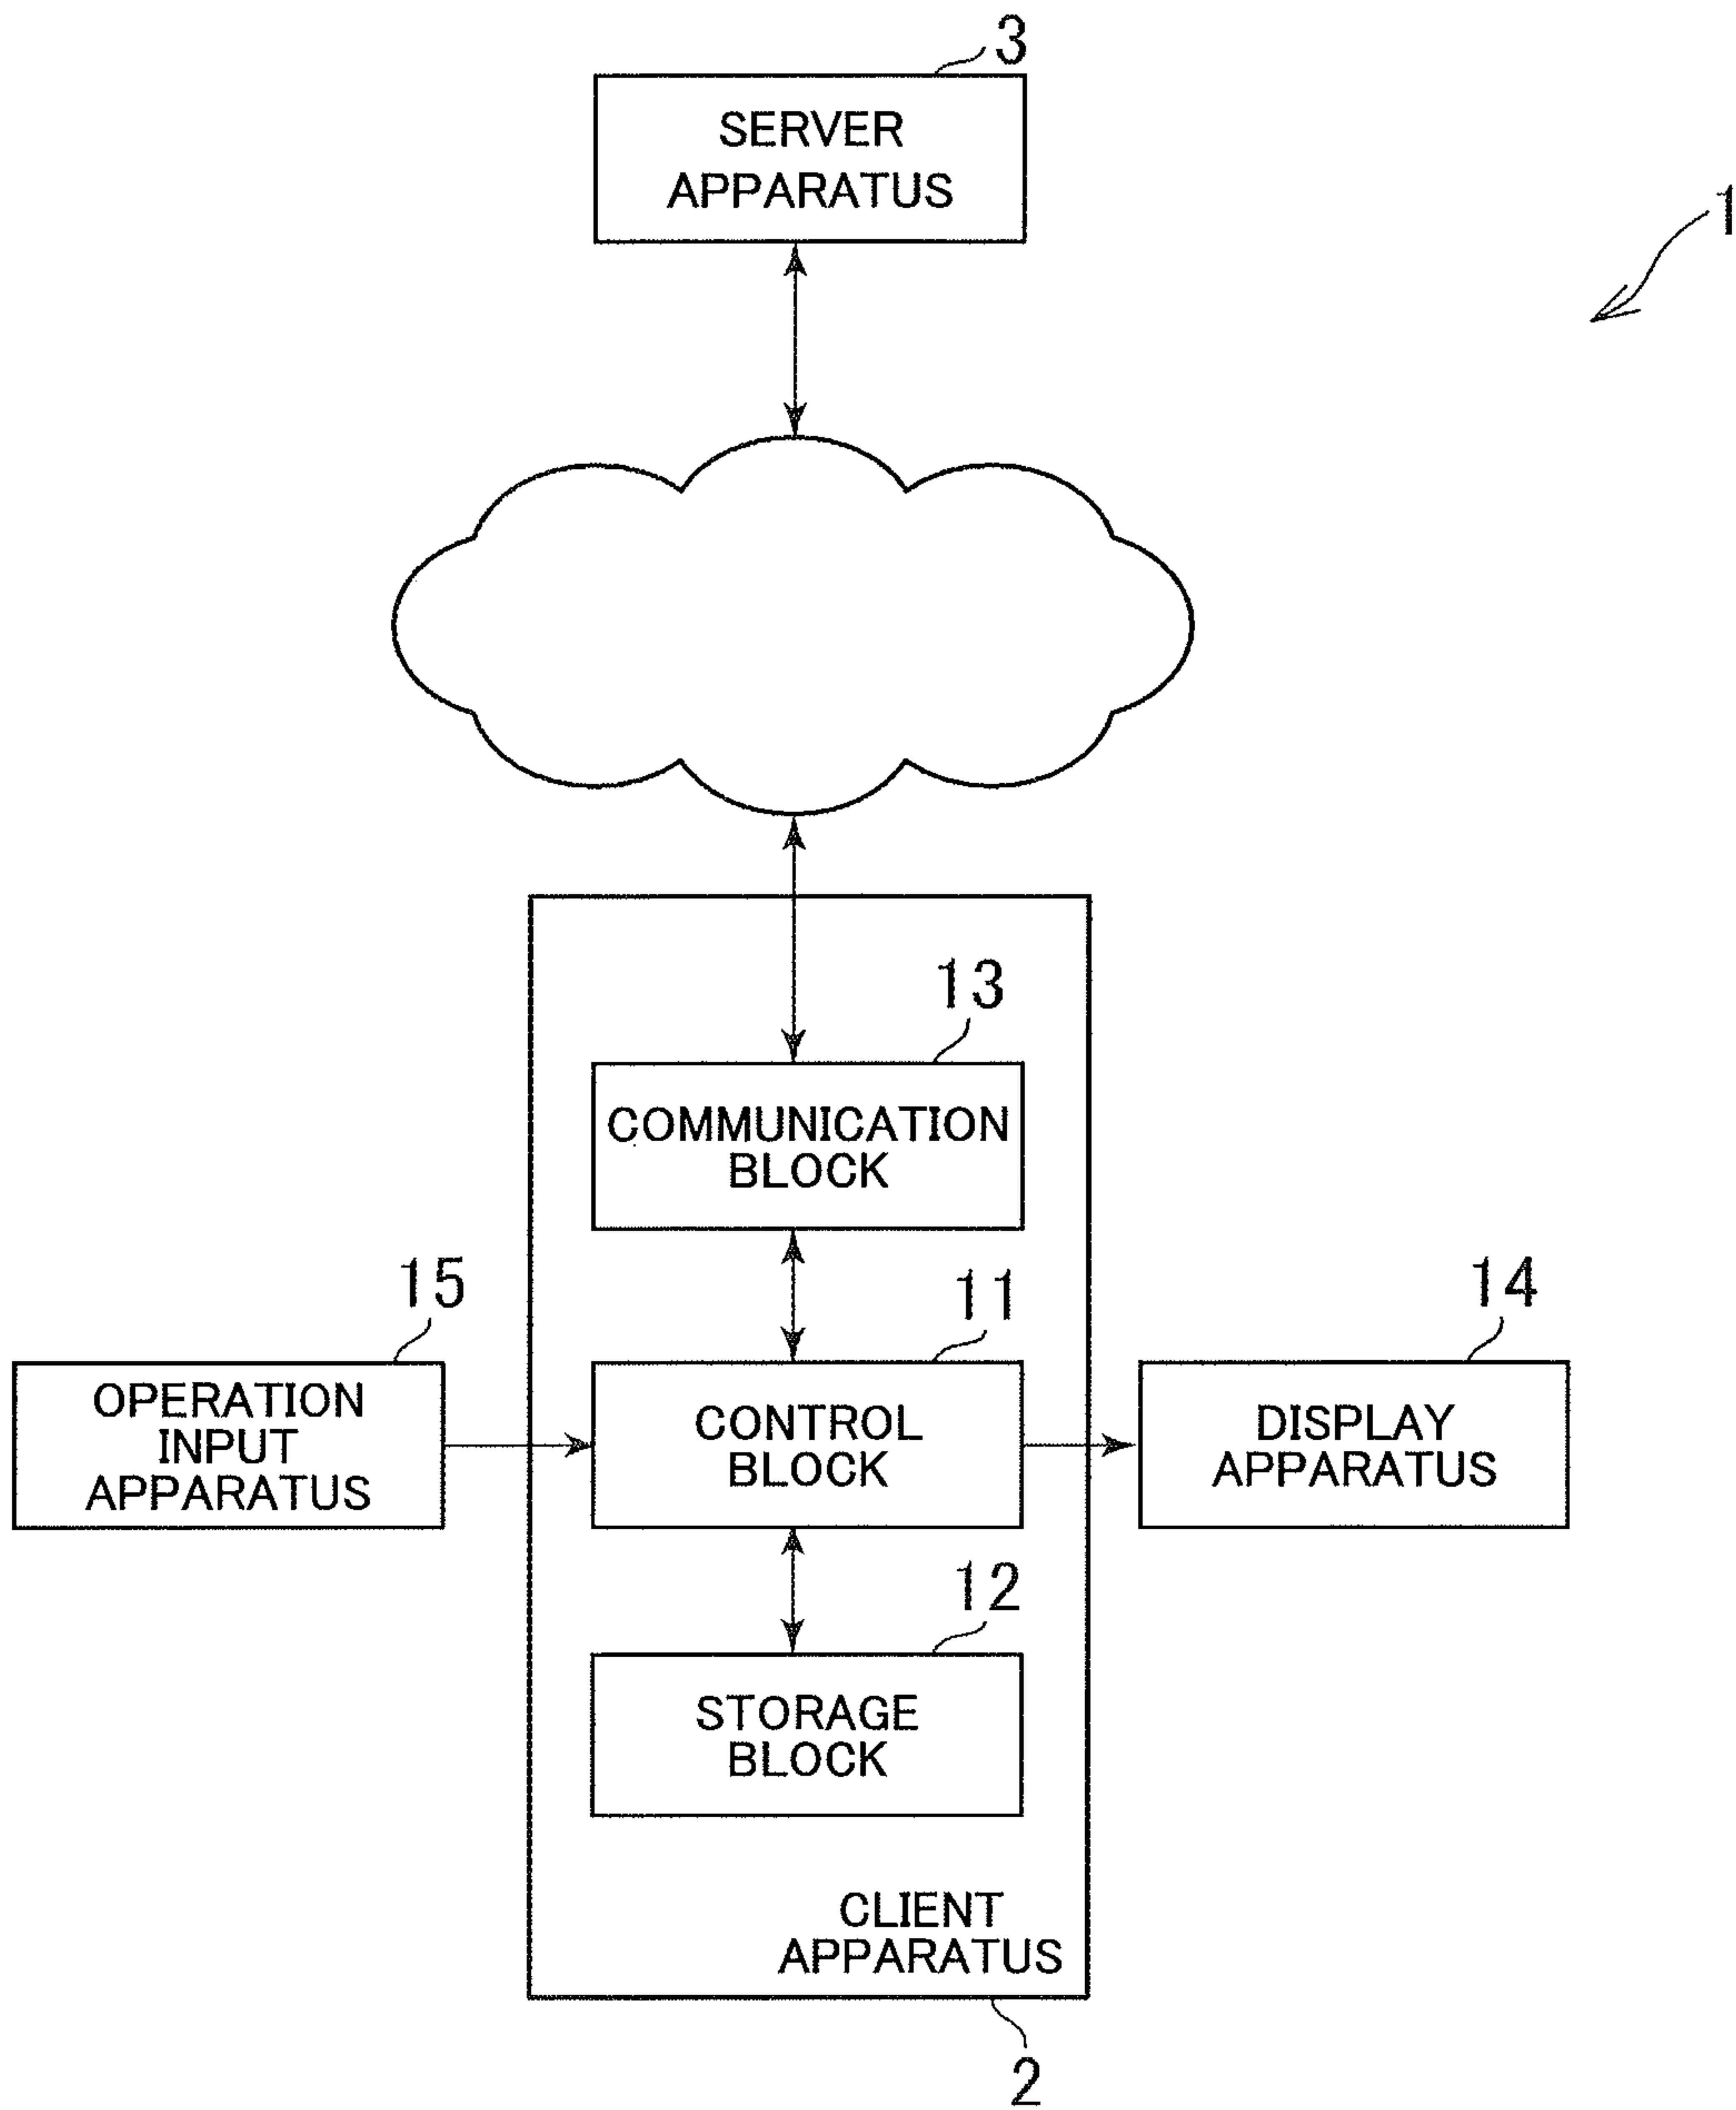 3
SERVER
APPARATUS
1
13
COMMUNICATION
BLOCK
15
11
14
OPERATION
INPUT
APPARATUS
CONTROL
BLOCK
DISPLAY
APPARATUS
12
STORAGE
BLOCK
CLIENT
APPARATUS
2